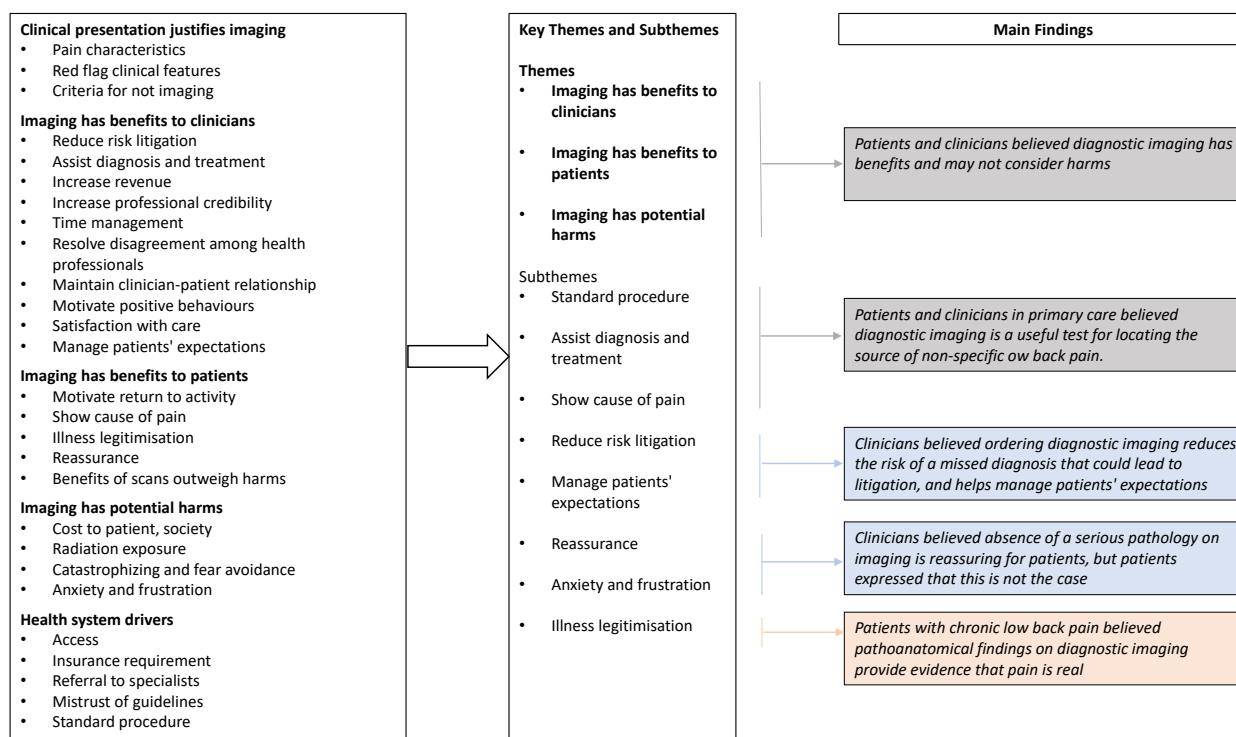 Clinical presentation justifies imaging
• Pain characteristics
• Red flag clinical features
• Criteria for not imaging
Imaging has benefits to clinicians
• Reduce risk litigation
• Assist diagnosis and treatment
• Increase revenue
• Increase professional credibility
• Time management
• Resolve disagreement among health
professionals
• Maintain clinician-patient relationship
• Motivate positive behaviours
• Satisfaction with care
• Manage patients' expectations
Imaging has benefits to patients
• Motivate return to activity
• Show cause of pain
• Illness legitimisation
• Reassurance
• Benefits of scans outweigh harms
Imaging has potential harms
• Cost to patient, society
• Radiation exposure
• Catastrophizing and fear avoidance
• Anxiety and frustration
Health system drivers
• Access
• Insurance requirement
• Referral to specialists
• Mistrust of guidelines
• Standard procedure
Key Themes and Subthemes
Themes
• Imaging has benefits to
clinicians
• Imaging has benefits to
patients
• Imaging has potential
harms
Subthemes
• Standard procedure
• Assist diagnosis and
treatment
• Show cause of pain
• Reduce risk litigation
• Manage patients'
expectations
• Reassurance
• Anxiety and frustration
• Illness legitimisation
Main Findings
Patients and clinicians believed diagnostic imaging has
benefits and may not consider harms
Patients and clinicians in primary care believed
diagnostic imaging is a useful test for locating the
source of non-specific ow back pain.
Clinicians believed ordering diagnostic imaging reduces
the risk of a missed diagnosis that could lead to
litigation, and helps manage patients' expectations
Clinicians believed absence of a serious pathology on
imaging is reassuring for patients, but patients
expressed that this is not the case
Patients with chronic low back pain believed
pathoanatomical findings on diagnostic imaging
provide evidence that pain is real